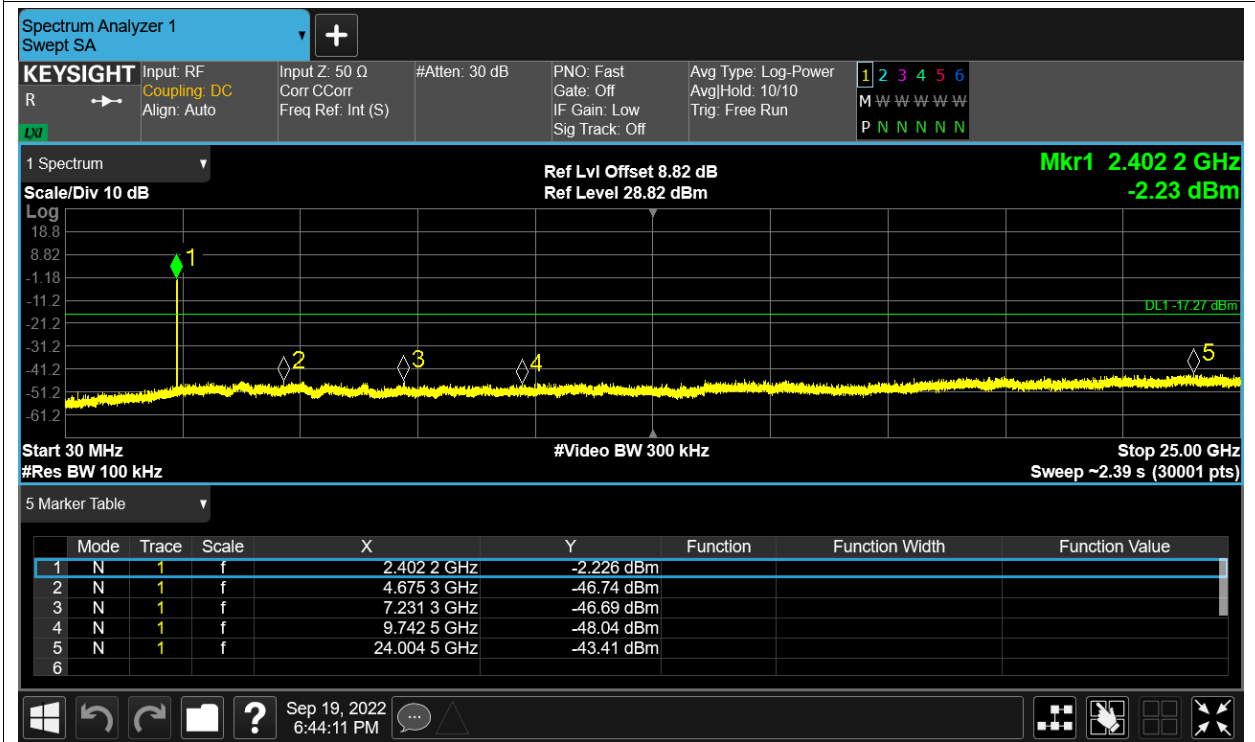 Spectrum Analyzer 1
Swept SA
+
KEYSIGHT Input: RF Input Z: 50 Ω #Atten: 30 dB PNO: Fast Avg Type: Log-Power 1 2 3 4 5 6
R Coupling: DC Corr CCorr Gate: Off Avg|Hold: 10/10 M W W W W W
Align: Auto Freq Ref: Int (S) IF Gain: Low Trig: Free Run
LXI Sig Track: Off P N N N N N
1 Spectrum Ref Lvl Offset 8.82 dB Mkr1 2.402 2 GHz
Scale/Div 10 dB Ref Level 28.82 dBm -2.23 dBm
Log
18.8
8.82 1
-1.18
-11.2 DL1 -17.27 dBm
-21.2
-31.2 2 3 4 5
-41.2
-51.2
-61.2
Start 30 MHz #Video BW 300 kHz Stop 25.00 GHz
#Res BW 100 kHz Sweep ~2.39 s (30001 pts)
5 Marker Table
Mode Trace Scale X Y Function Function Width Function Value
1 N 1 f 2.402 2 GHz -2.226 dBm
2 N 1 f 4.675 3 GHz -46.74 dBm
3 N 1 f 7.231 3 GHz -46.69 dBm
4 N 1 f 9.742 5 GHz -48.04 dBm
5 N 1 f 24.004 5 GHz -43.41 dBm
6
? Sep 19, 2022
6:44:11 PM